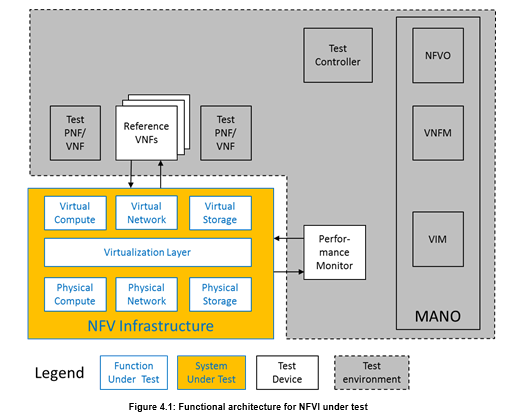 Test
Controller
NFVO
Test
PNF/
VNF
Reference
VNFs
Test
PNF/
VNF
VNFM
Virtual
Compute
Virtual
Network
Virtual
Storage
Virtualization Layer
Perfor-
mance
Monitor
VIM
Physical
Compute
Physical
Network
Physical
Storage
NFV Infrastructure
MANO
Legend
Function
Under Test
System
Under Test
Test
Device
Test
environment
Figure 4.1: Functional architecture for NFVI under test